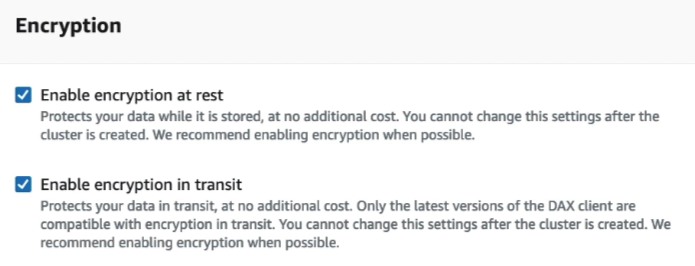 Encryption
Enable encryption at rest
Protects your data while it is stored, at no additional cost. You cannot change this settings after the
cluster is created. We recommend enabling encryption when possible.
Enable encryption in transit
Protects your data in transit, at no additional cost. Only the latest versions of the DAX client are
compatible with encryption in transit. You cannot change this settings after the cluster is created. We
recommend enabling encryption when possible.